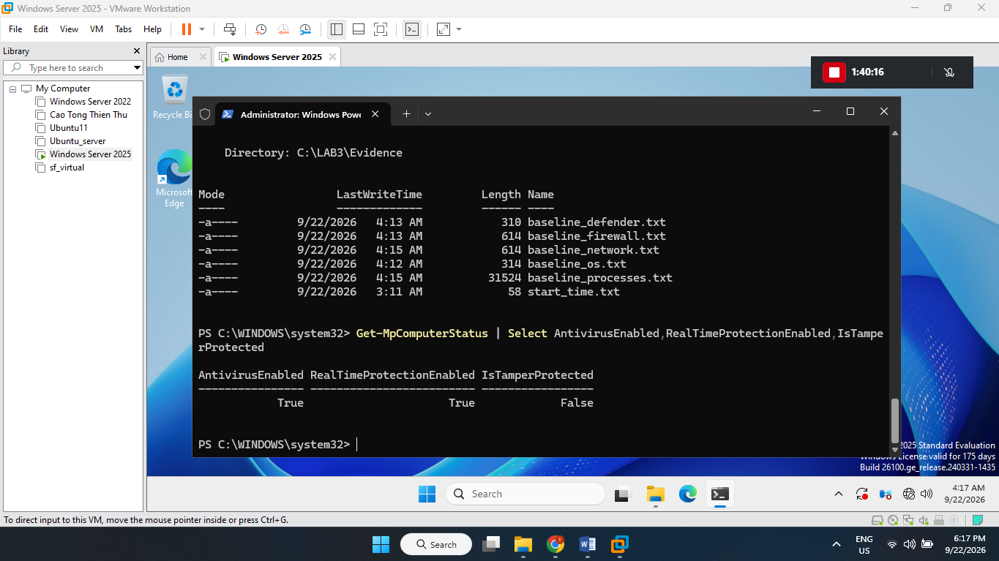 Windows Server 2025 - VMware Workstation
File Edit View VM Tabs Help
Library
Type here to search
My Computer
Windows Server 2022
Cao Tong Thien Thu
Ubuntu11
Ubuntu_server
Windows Server 2025
sf_virtual
Home
Windows Server 2025
1:40:16
Recycle Bi
Microsoft
Edge
Administrator: Windows Powe
Directory: C:\LAB3\Evidence
Mode LastWriteTime Length Name
---- ------------- ------ ----
-a---- 9/22/2026 4:13 AM 310 baseline_defender.txt
-a---- 9/22/2026 4:13 AM 614 baseline_firewall.txt
-a---- 9/22/2026 4:15 AM 614 baseline_network.txt
-a---- 9/22/2026 4:12 AM 314 baseline_os.txt
-a---- 9/22/2026 4:15 AM 31524 baseline_processes.txt
-a---- 9/22/2026 3:11 AM 58 start_time.txt
PS C:\WINDOWS\system32> Get-MpComputerStatus | Select AntivirusEnabled,RealTimeProtectionEnabled,IsTampe
rProtected
AntivirusEnabled RealTimeProtectionEnabled IsTamperProtected
---------------- ------------------------- -----------------
True True False
PS C:\WINDOWS\system32>
2025 Standard Evaluation
Windows License valid for 175 days
Build 26100.ge_release.240331-1435
Search
4:17 AM
9/22/2026
To direct input to this VM, move the mouse pointer inside or press Ctrl+G.
Search
ENG
US
6:17 PM
9/22/2026